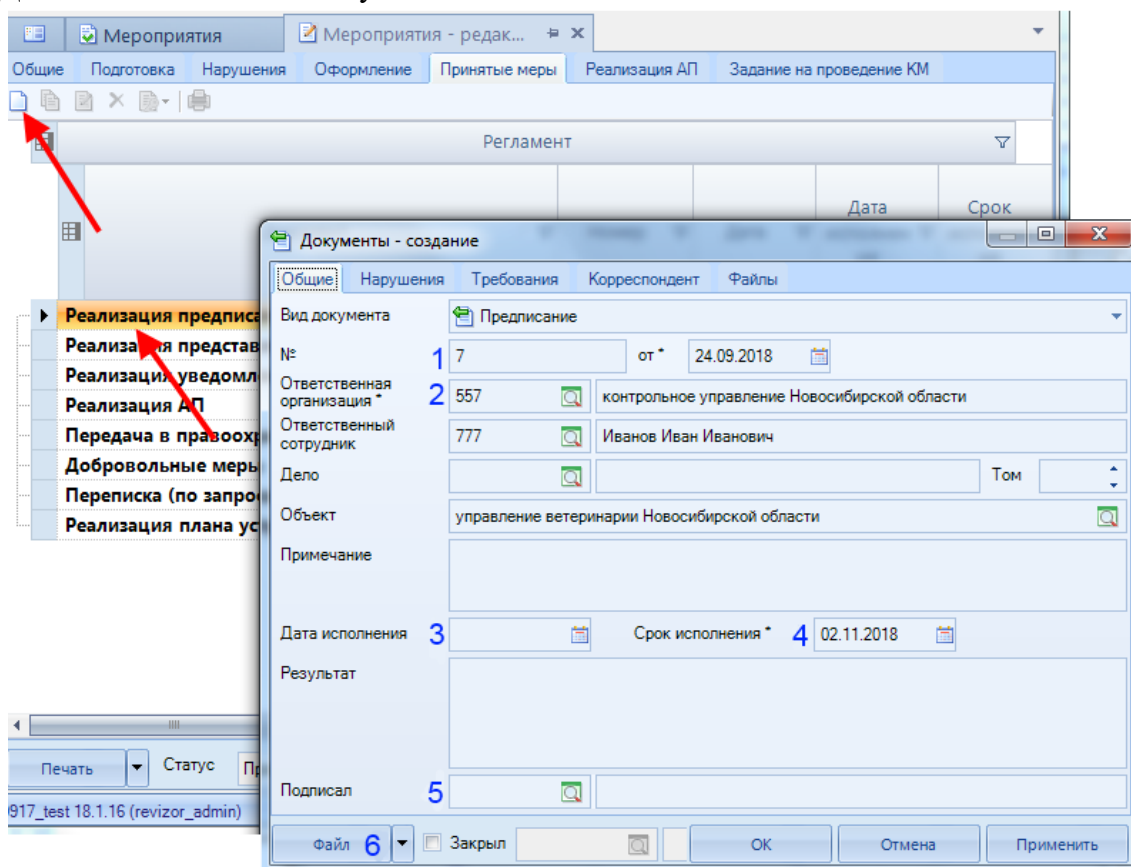 Мероприятия Мероприятия - редак...
Общие Подготовка Нарушения Оформление Принятые меры Реализация АП Задание на проведение КМ
Регламент
Дата Срок
Документы - создание
Общие Нарушения Требования Корреспондент Файлы
Реализация предписа
Вид документа Предписание
Реализация представ
№ 1 7 от * 24.09.2018
Реализация уведомл
Ответственная организация * 2 557 контрольное управление Новосибирской области
Реализация АП
Ответственный сотрудник 777 Иванов Иван Иванович
Передача в правоохр
Добровольные меры
Дело Том
Переписка (по запро
Реализация плана ус
Объект управление ветеринарии Новосибирской области
Примечание
Дата исполнения 3 Срок исполнения * 4 02.11.2018
Результат
Печать Статус
Подписал 5
917_test 18.1.16 (revizor_admin)
Файл 6 Закрыл ОК Отмена Применить